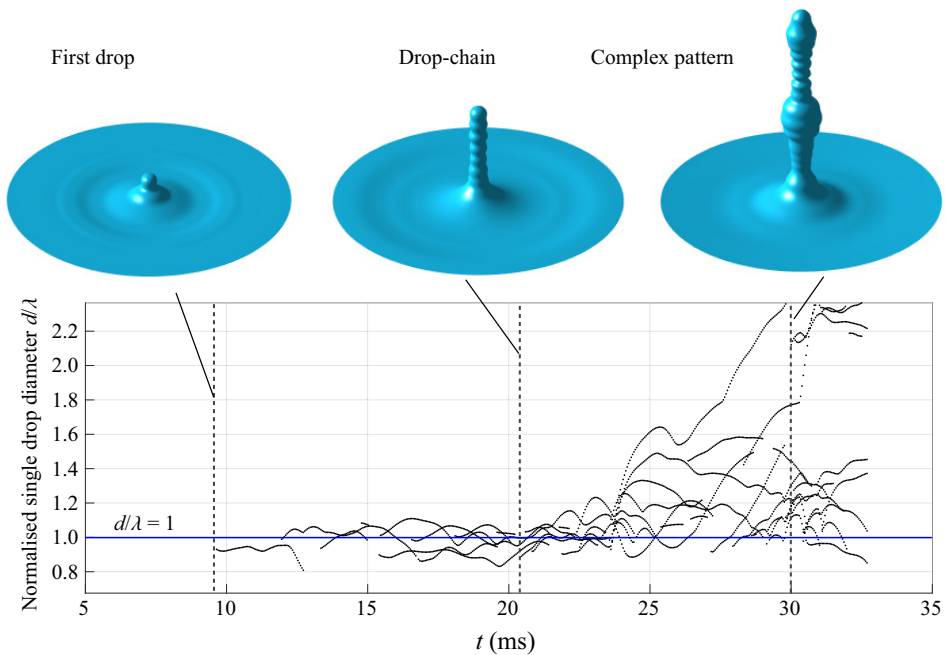 First drop
Drop-chain
Complex pattern
Normalised single drop diameter d/λ
2.2
2.0
1.8
1.6
1.4
1.2
1.0
0.8
d/λ = 1
5
10
15
20
25
30
35
t (ms)